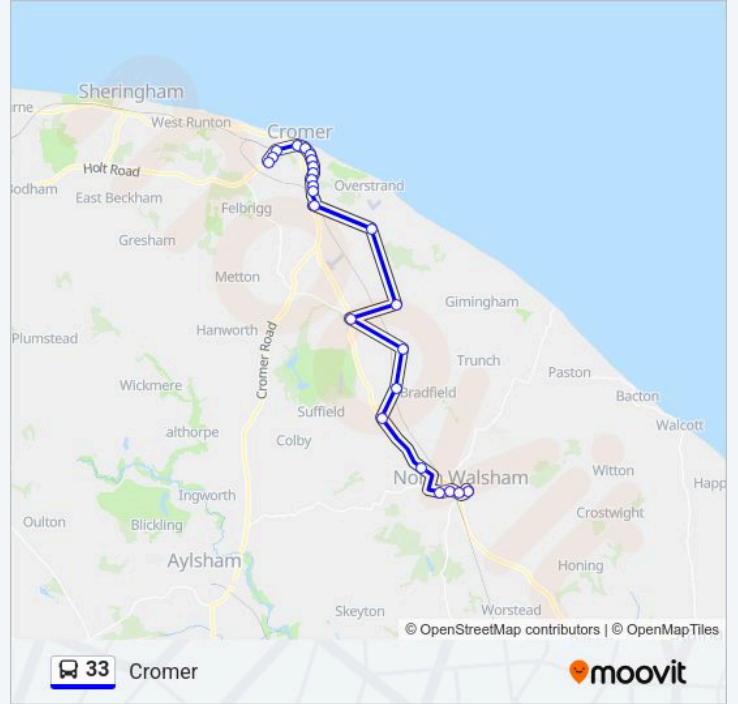 Sheringham
rne
West Runton
Cromer
Holt Road
Bodham
Overstrand
East Beckham
Felbrigg
Gresham
Metton
Gimingham
Plumstead
Hanworth
Cromer Road
Trunch
Paston
Wickmere
Bradfield
Bacton
Suffield
Walcott
althorpe
Colby
North Walsham
Witton
Happ
Ingworth
Crostwight
Oulton
Blickling
Aylsham
Honing
Skeyton
Worstead
© OpenStreetMap contributors | © OpenMapTiles
33 Cromer
moovit